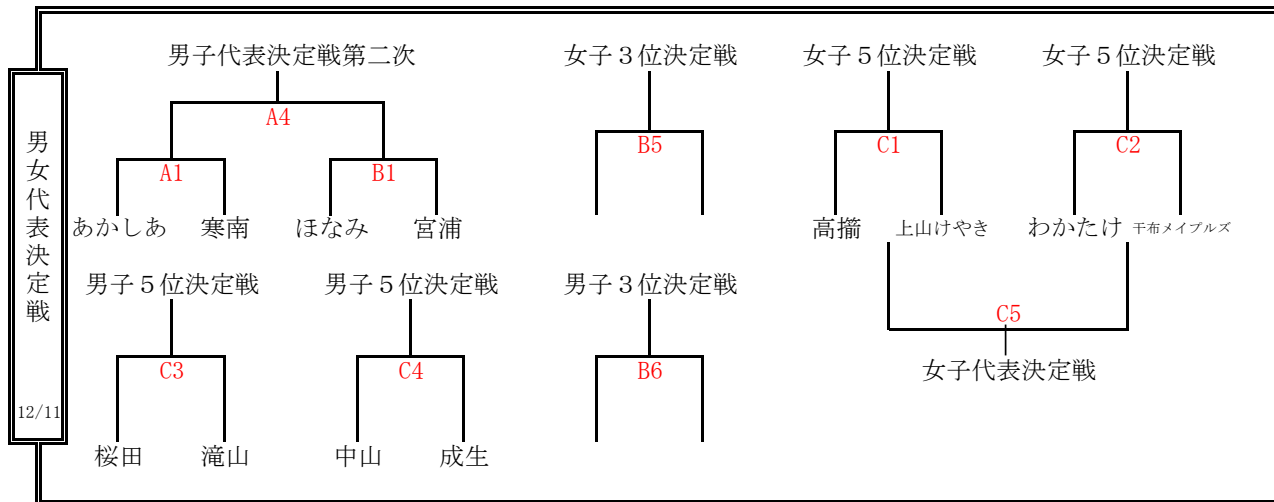 男女代表決定戦
12/11
男子代表決定戦第二次
女子３位決定戦
女子５位決定戦
女子５位決定戦
A4
B5
C1
C2
A1
B1
あかしあ
寒南
ほなみ
宮浦
高擶
上山けやき
わかたけ
干布メイプルズ
男子５位決定戦
男子５位決定戦
男子３位決定戦
C5
C3
C4
B6
女子代表決定戦
桜田
滝山
中山
成生